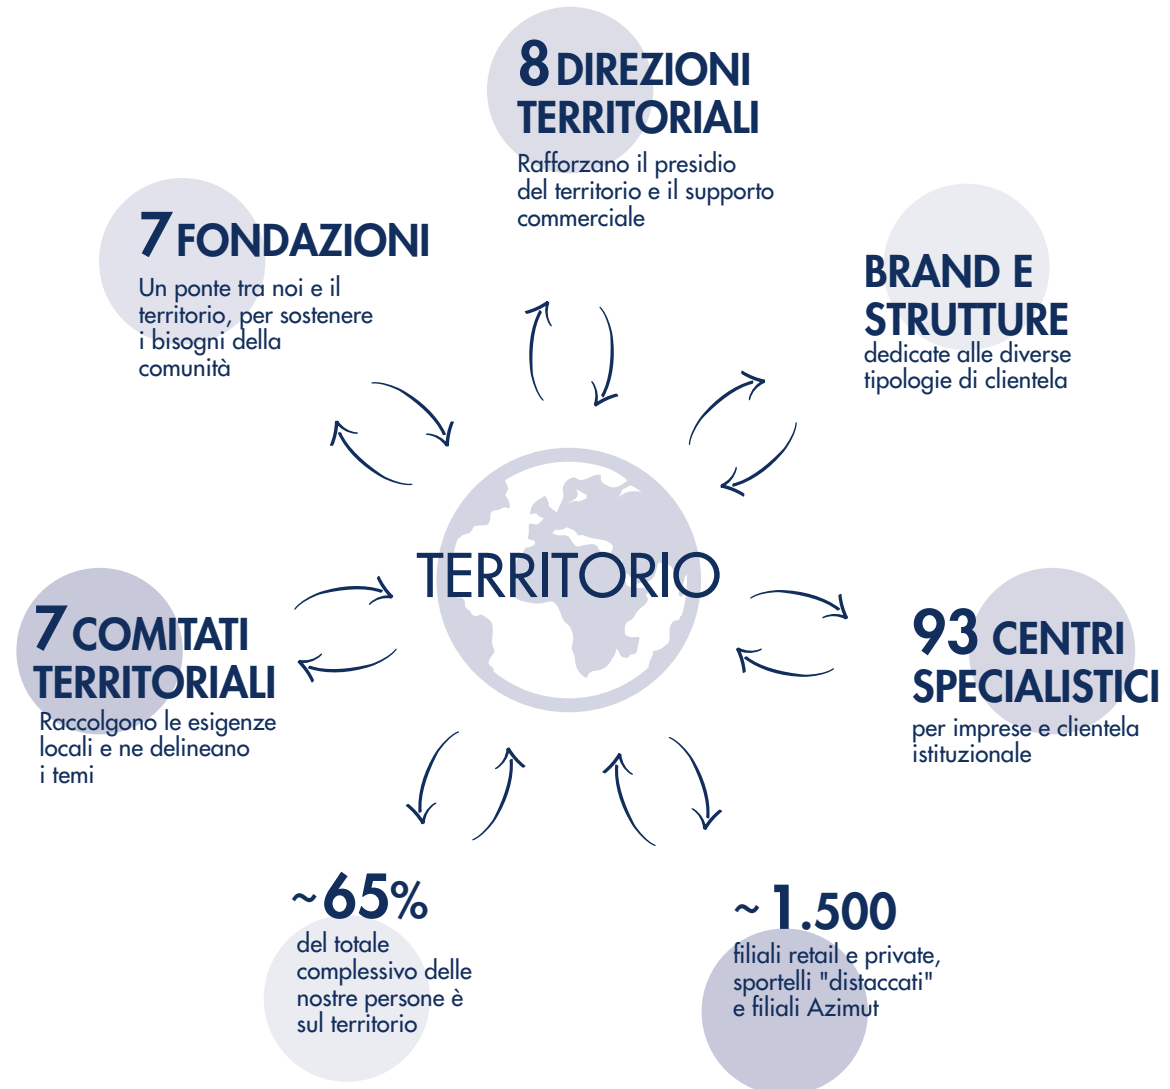 8 DIREZIONI
TERRITORIALI
Rafforzano il presidio
del territorio e il supporto
commerciale
7 FONDAZIONI
Un ponte tra noi e il
territorio, per sostenere
i bisogni della
comunità
BRAND E
STRUTTURE
dedicate alle diverse
tipologie di clientela
TERRITORIO
7 COMITATI
TERRITORIALI
Raccolgono le esigenze
locali e ne delineano
i temi
93 CENTRI
SPECIALISTICI
per imprese e clientela
istituzionale
~65%
del totale
complessivo delle
nostre persone è
sul territorio
~1.500
filiali retail e private,
sportelli "distaccati"
e filiali Azimut